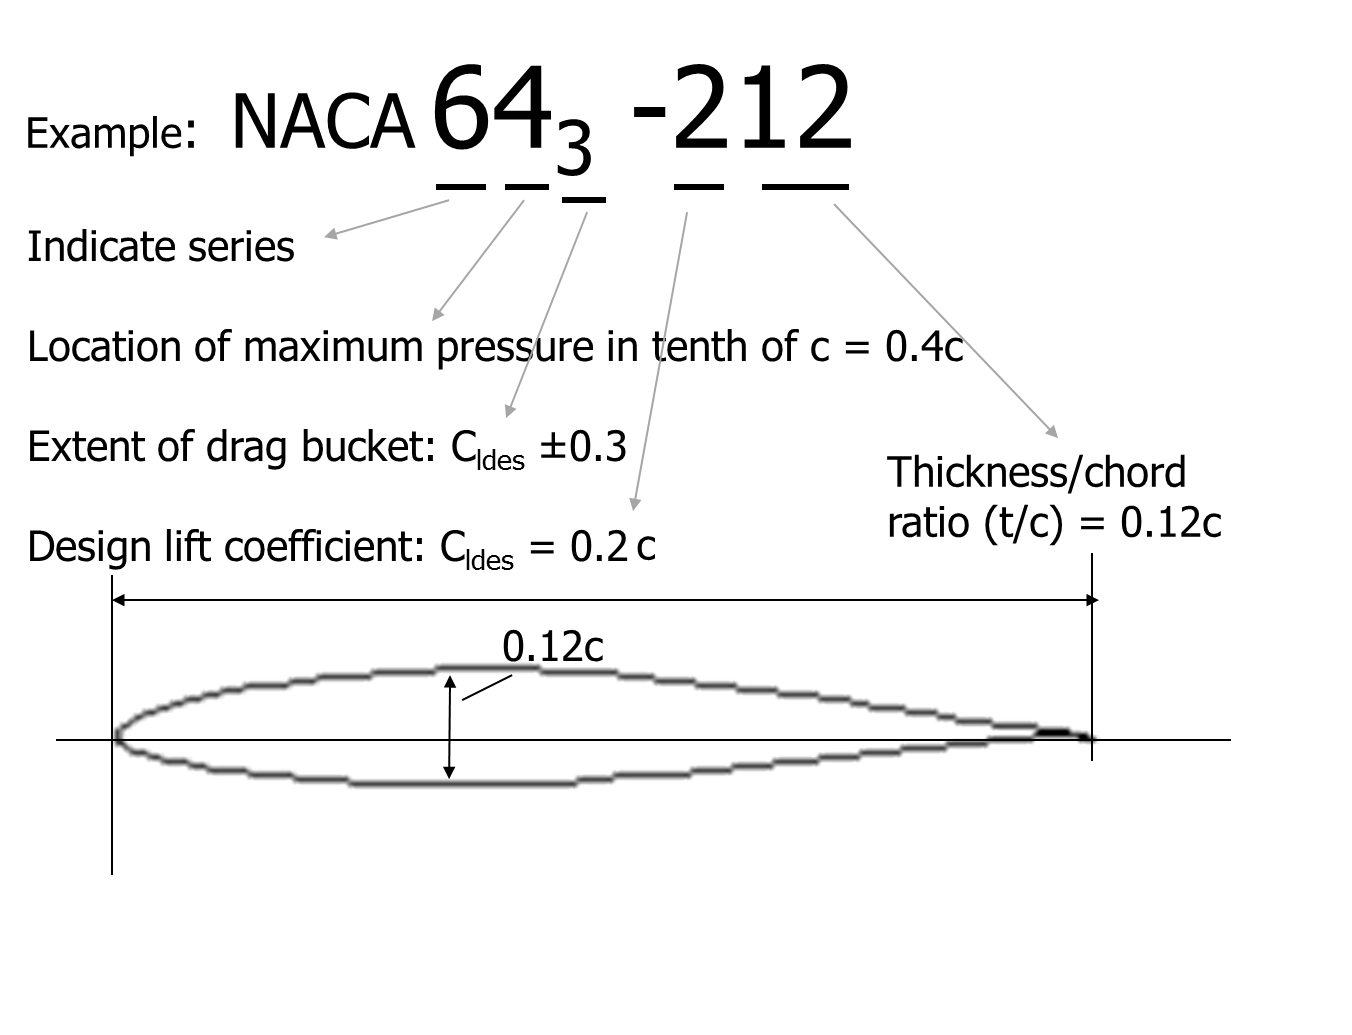 Example: NACA 64₃ -212
Indicate series
Location of maximum pressure in tenth of c = 0.4c
Extent of drag bucket: Cldes ±0.3
Thickness/chord
ratio (t/c) = 0.12c
Design lift coefficient: Cldes = 0.2
c
0.12c